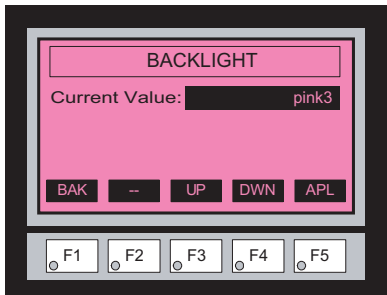 BACKLIGHT
Current Value: pink3
BAK -- UP DWN APL
F1 F2 F3 F4 F5